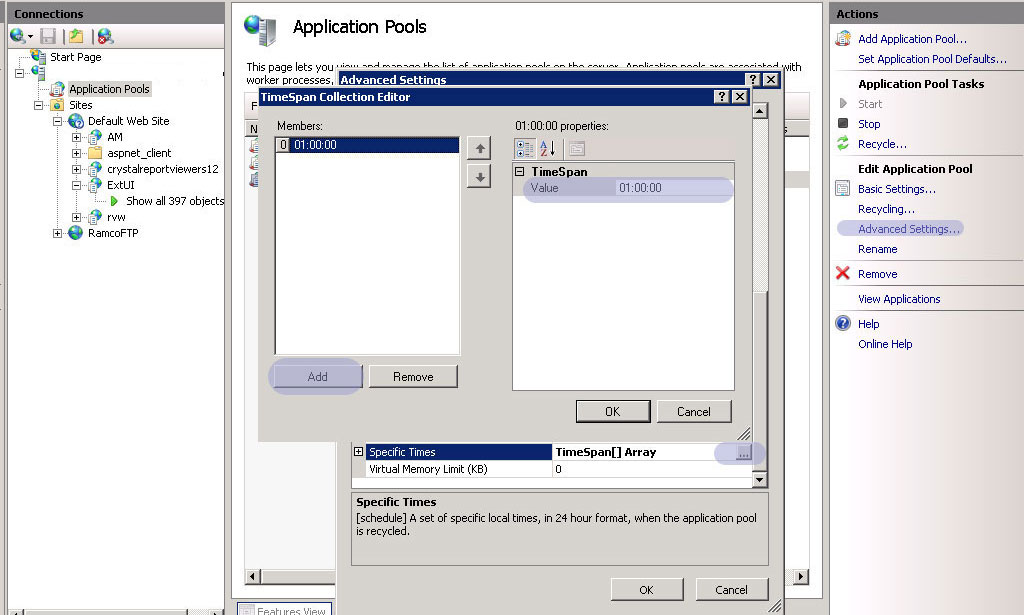 Connections
Start Page
Application Pools
Sites
Default Web Site
AM
aspnet_client
crystalreportviewers12
ExtUI
Show all 397 objects
rvw
RamcoFTP
Application Pools
This page lets you view and manage the list of application pools on the server. Application pools are associated with
worker processes,
Advanced Settings
TimeSpan Collection Editor
Members:
0 01:00:00
Add
Remove
01:00:00 properties:
TimeSpan
Value 01:00:00
OK
Cancel
Specific Times TimeSpan[] Array ...
Virtual Memory Limit (KB) 0
Specific Times
[schedule] A set of specific local times, in 24 hour format, when the application pool
is recycled.
OK
Cancel
Features View
Actions
Add Application Pool...
Set Application Pool Defaults...
Application Pool Tasks
Start
Stop
Recycle...
Edit Application Pool
Basic Settings...
Recycling...
Advanced Settings...
Rename
Remove
View Applications
Help
Online Help